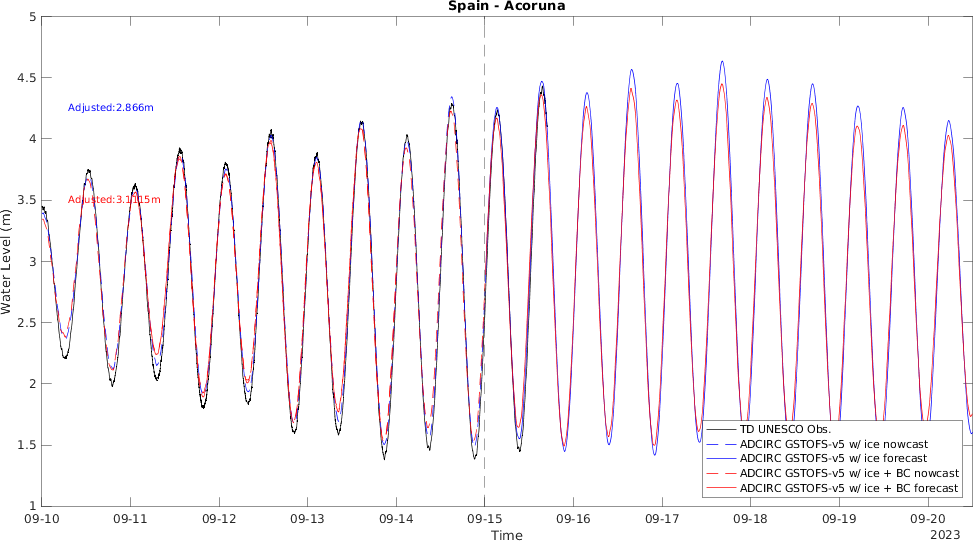 Spain - Acoruna
5
4.5
4
3.5
3
2.5
2
1.5
1
Water Level (m)
Adjusted:2.866m
Adjusted:3.1115m
TD UNESCO Obs.
ADCIRC GSTOFS-v5 w/ ice nowcast
ADCIRC GSTOFS-v5 w/ ice forecast
ADCIRC GSTOFS-v5 w/ ice + BC nowcast
ADCIRC GSTOFS-v5 w/ ice + BC forecast
09-10 09-11 09-12 09-13 09-14 09-15 09-16 09-17 09-18 09-19 09-20
Time
2023